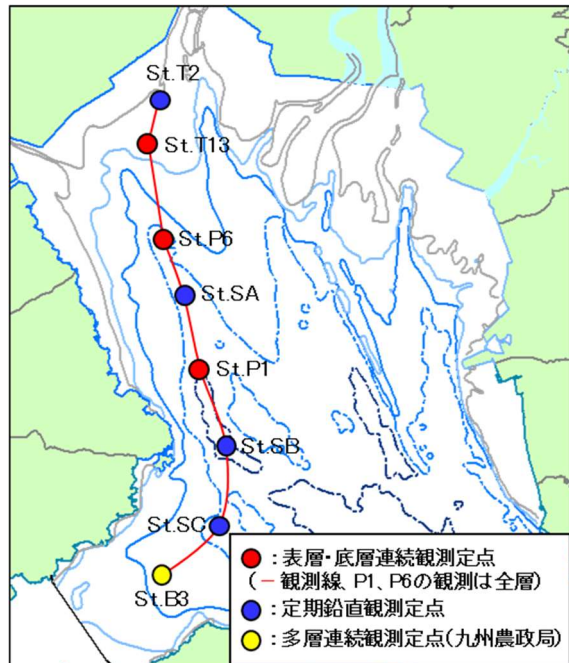 St.T2
St.T13
St.P6
St.SA
St.P1
St.SB
St.SC
St.B3
：表層・底層連続観測定点
(－観測線、P1、P6の観測は全層)
：定期鉛直観測定点
：多層連続観測定点(九州農政局)